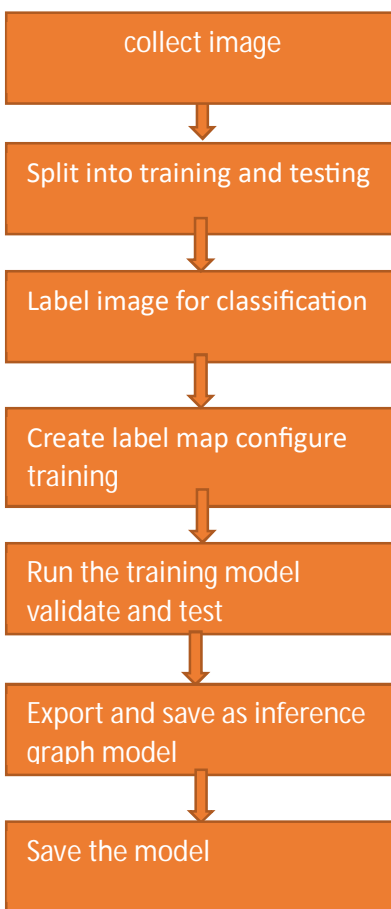 collect image
Split into training and testing
Label image for classification
Create label map configure
training
Run the training model
validate and test
Export and save as inference
graph model
Save the model